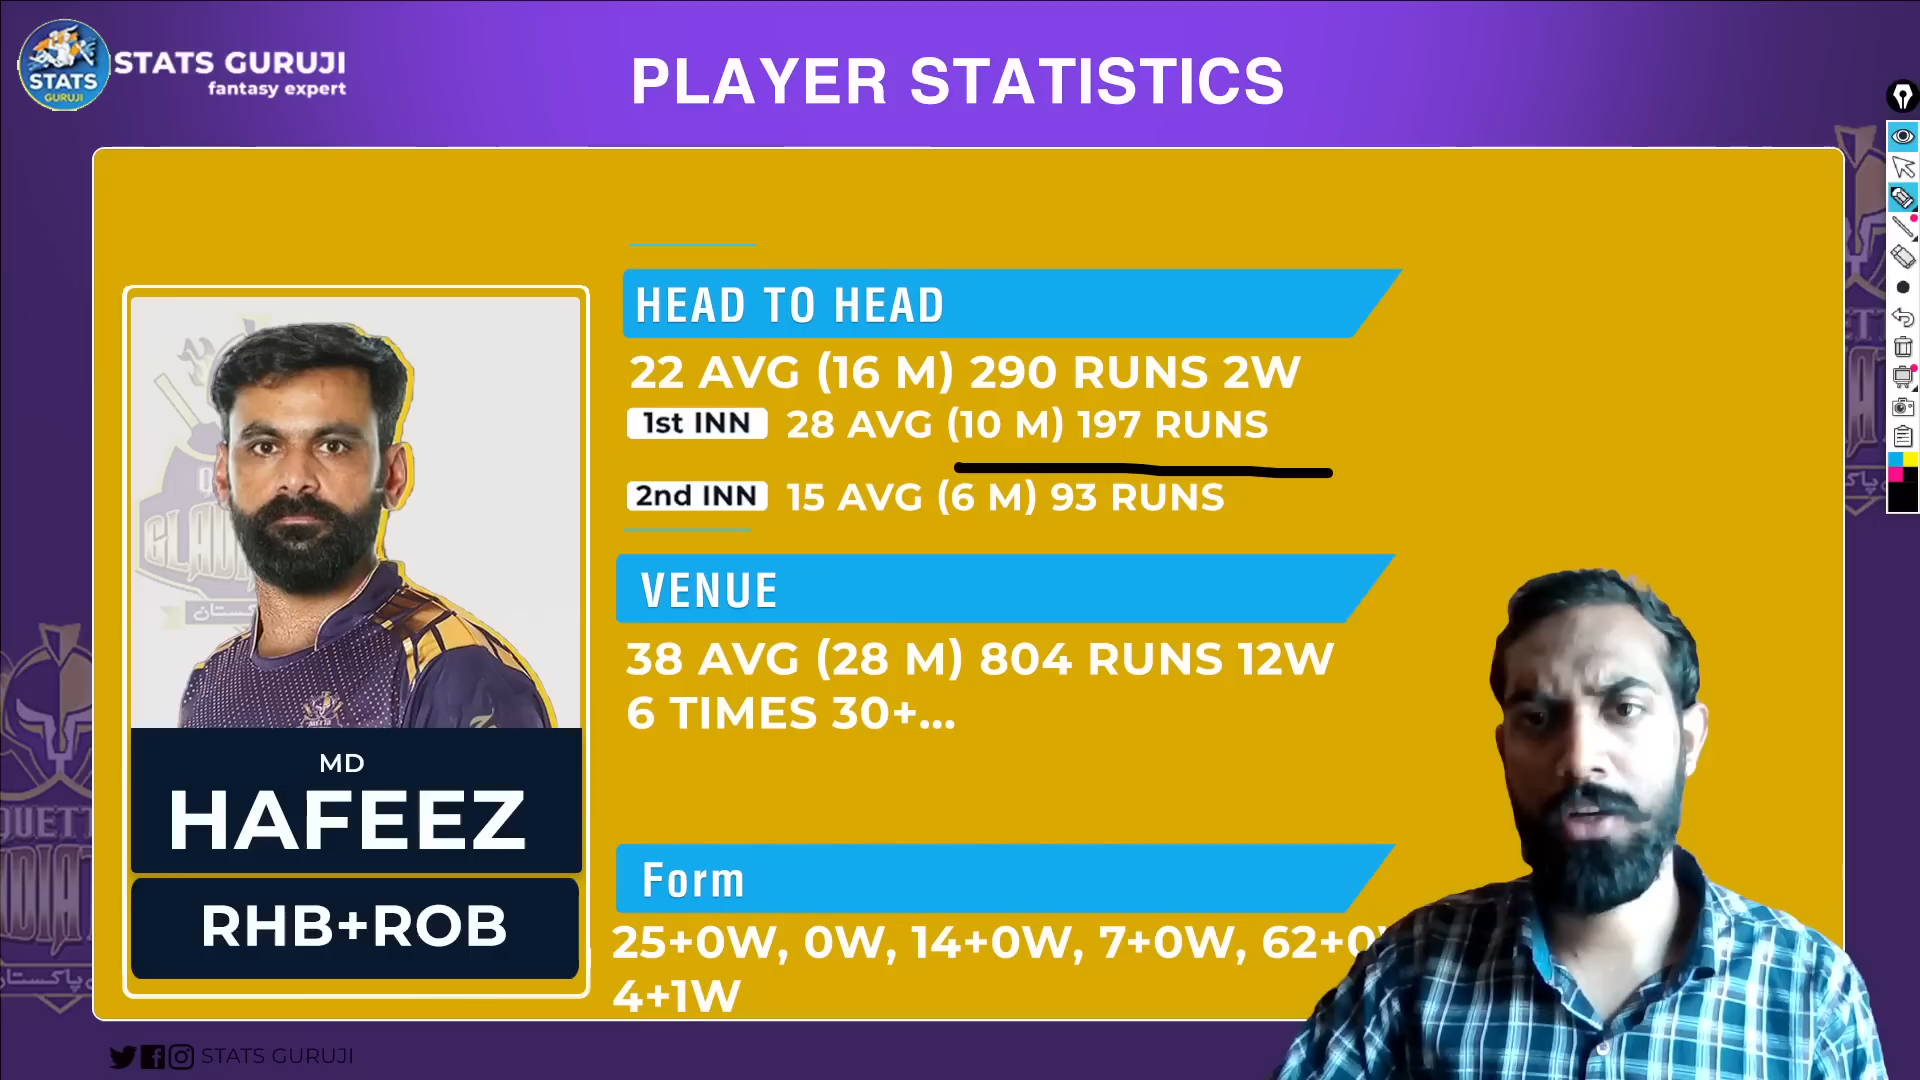 STATS
GURUJI
STATS GURUJI
fantasy expert
PLAYER STATISTICS
HEAD TO HEAD
22 AVG (16 M) 290 RUNS 2W
1st INN 28 AVG (10 M) 197 RUNS
2nd INN 15 AVG (6 M) 93 RUNS
VENUE
38 AVG (28 M) 804 RUNS 12W
6 TIMES 30+...
MD
HAFEEZ
RHB+ROB
Form
25+0W, 0W, 14+0W, 7+0W, 62+0
4+1W
STATS GURUJI